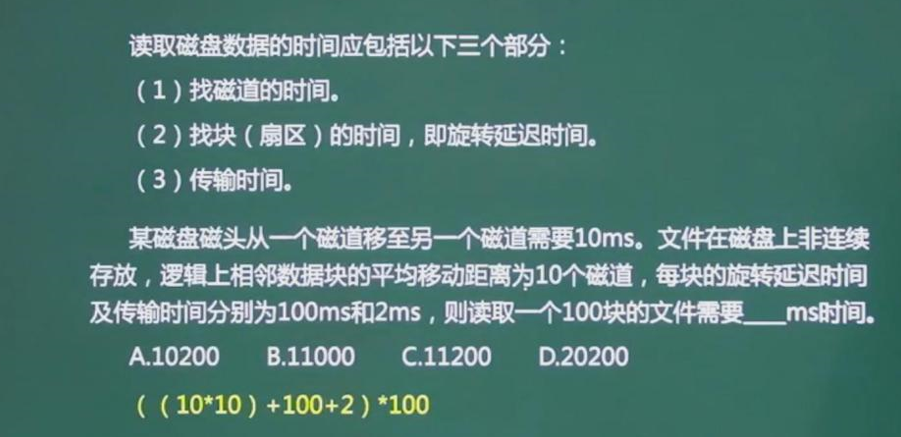 读取磁盘数据的时间应包括以下三个部分：
（1）找磁道的时间。
（2）找块（扇区）的时间，即旋转延迟时间。
（3）传输时间。
某磁盘磁头从一个磁道移至另一个磁道需要10ms。文件在磁盘上非连续
存放，逻辑上相邻数据块的平均移动距离为10个磁道，每块的旋转延迟时间
及传输时间分别为100ms和2ms，则读取一个100块的文件需要___ms时间。
A.10200 B.11000 C.11200 D.20200
（（10*10）+100+2）*100